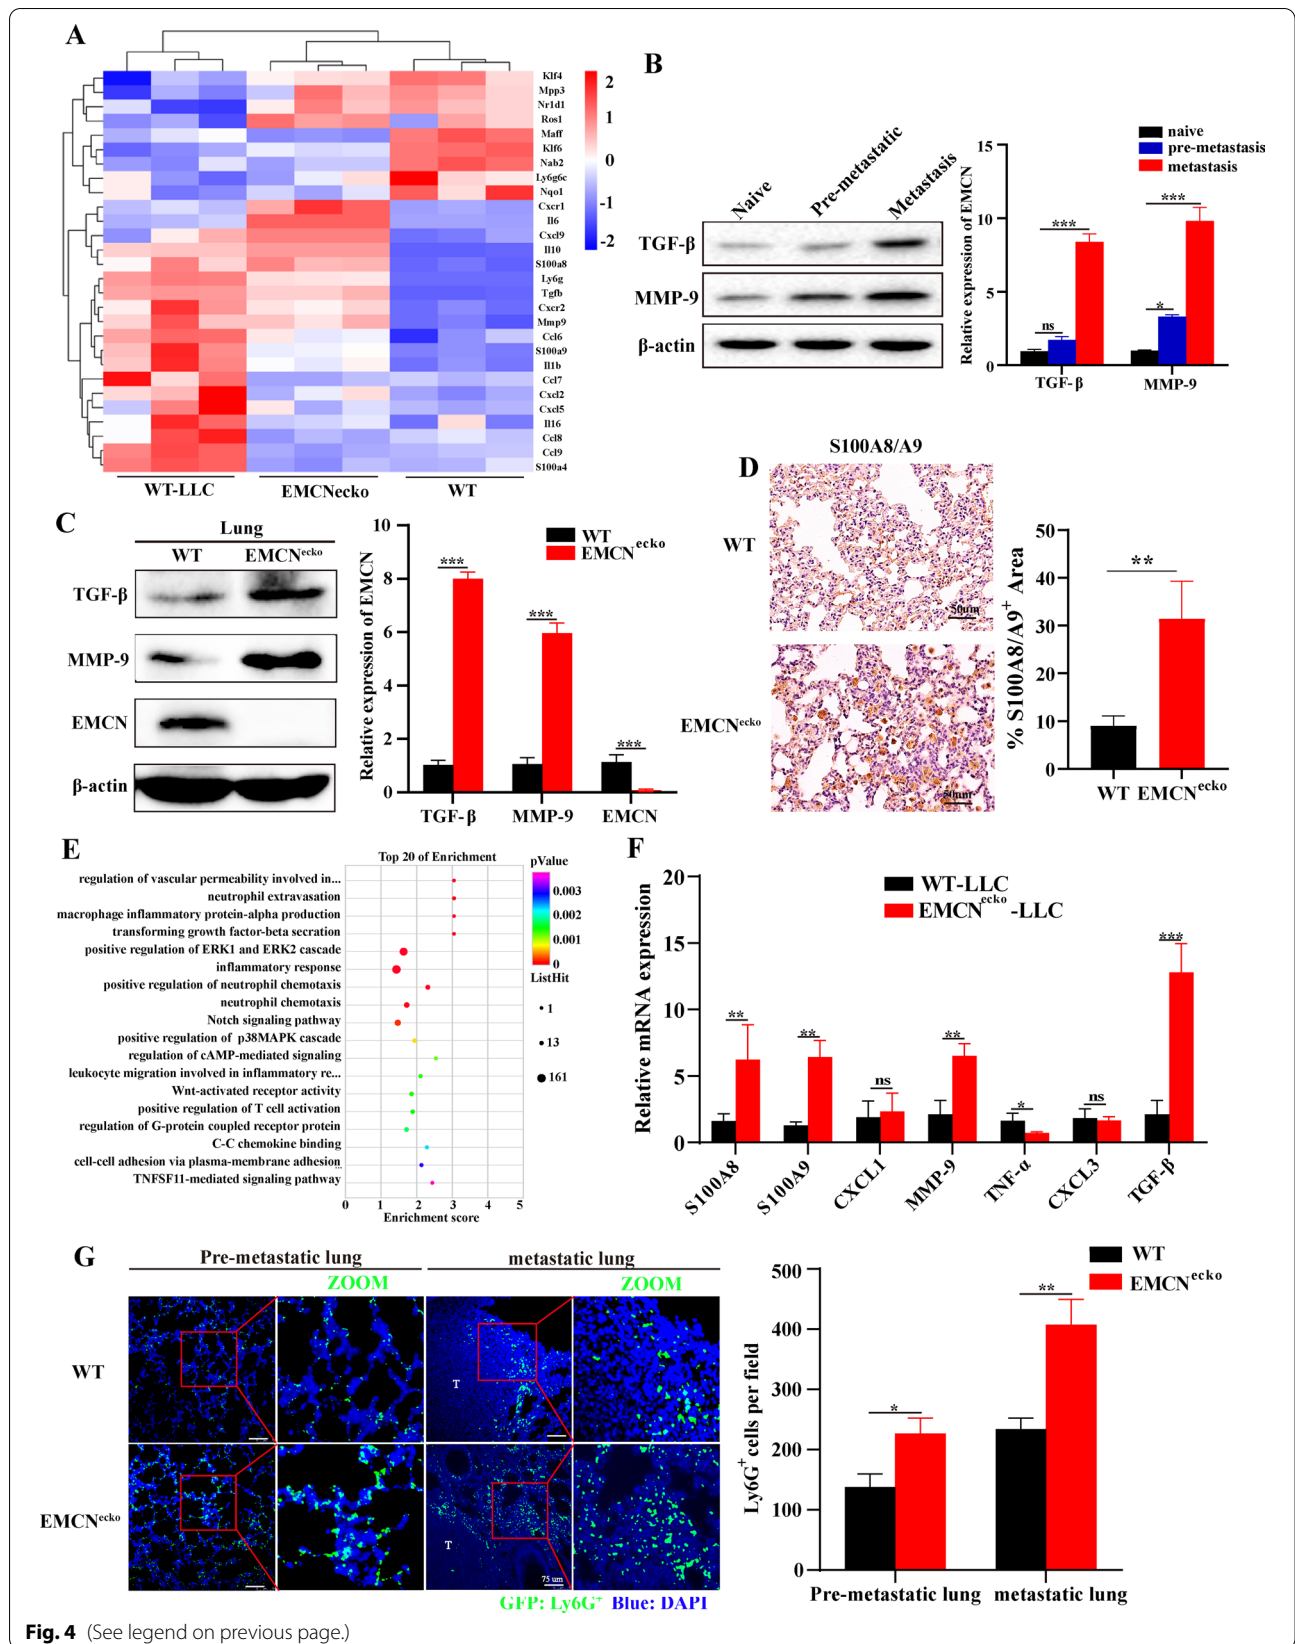 A
Klf4
Mpp3
Nr1d1
Ros1
Maff
Klf6
Nab2
Ly6g6c
Nqo1
Cxcr1
Il6
Cxcl9
Il10
S100a8
Ly6g
Tgfb
Cxcr2
Mmp9
Ccl6
S100a9
Il1b
Ccl7
Cxcl2
Cxcl5
Il16
Ccl8
Ccl9
S100a4
2
1
0
-1
-2
WT-LLC EMCNecko WT
B
Naive Pre-metastatic Metastasis
TGF-β
MMP-9
β-actin
naive
pre-metastasis
metastasis
Relative expression of EMCN
15
10
5
0
ns *** * ***
TGF-β MMP-9
C
Lung
WT EMCNecko
TGF-β
MMP-9
EMCN
β-actin
WT
EMCNecko
Relative expression of EMCN
10
8
6
4
2
0
*** *** ***
TGF-β MMP-9 EMCN
D
S100A8/A9
WT
50um
EMCNecko
50um
% S100A8/A9+ Area
50
40
30
20
10
0
**
WT EMCNecko
E
Top 20 of Enrichment
regulation of vascular permeability involved in...
neutrophil extravasation
macrophage inflammatory protein-alpha production
transforming growth factor-beta secration
positive regulation of ERK1 and ERK2 cascade
inflammatory response
positive regulation of neutrophil chemotaxis
neutrophil chemotaxis
Notch signaling pathway
positive regulation of p38MAPK cascade
regulation of cAMP-mediated signaling
leukocyte migration involved in inflammatory re...
Wnt-activated receptor activity
positive regulation of T cell activation
regulation of G-protein coupled receptor protein
C-C chemokine binding
cell-cell adhesion via plasma-membrane adhesion...
TNFSF11-mediated signaling pathway
0 1 2 3 4 5
Enrichment score
pValue
0.003
0.002
0.001
0
ListHit
1
13
161
F
WT-LLC
EMCNecko-LLC
Relative mRNA expression
20
15
10
5
0
** ** ns ** * ns ***
S100A8 S100A9 CXCL1 MMP-9 TNF-α CXCL3 TGF-β
G
Pre-metastatic lung metastatic lung
ZOOM ZOOM
WT
T
EMCNecko
T
75 um
GFP: Ly6G+ Blue: DAPI
WT
EMCNecko
Ly6G+cells per field
500
400
300
200
100
0
* **
Pre-metastatic lung metastatic lung
Fig. 4 (See legend on previous page.)